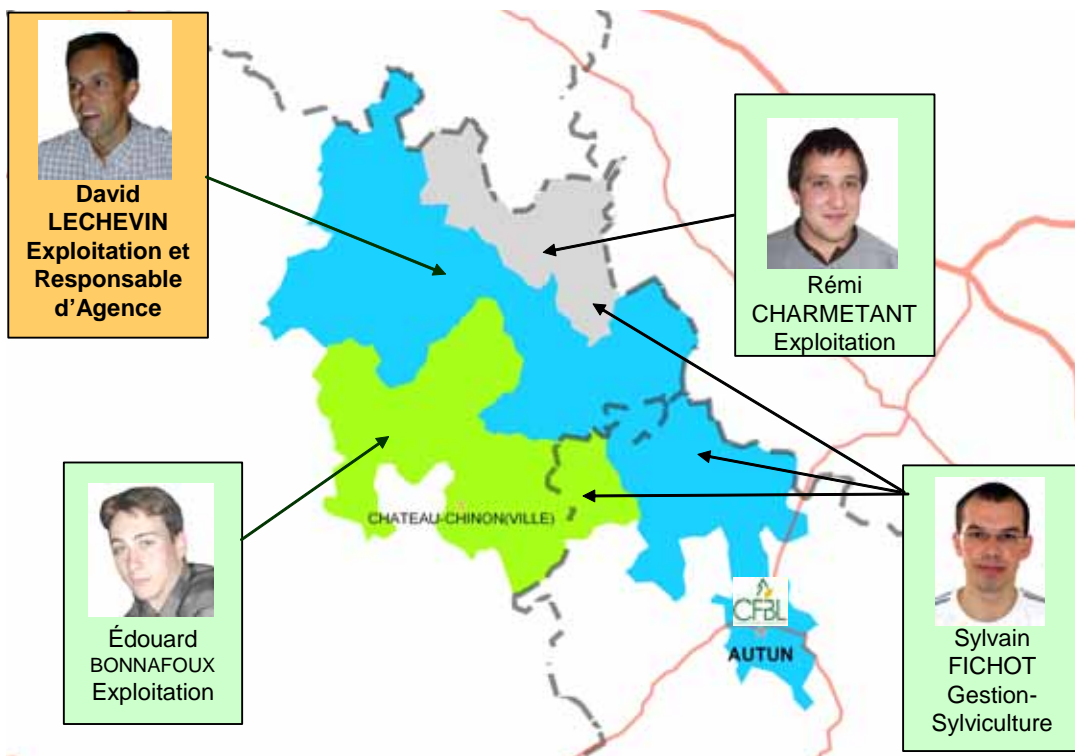 David
LECHEVIN
Exploitation et
Responsable
d’Agence
Rémi
CHARMETANT
Exploitation
CHATEAU-CHINON(VILLE)
Édouard
BONNAFOUX
Exploitation
CFBL
AUTUN
Sylvain
FICHOT
Gestion-
Sylviculture